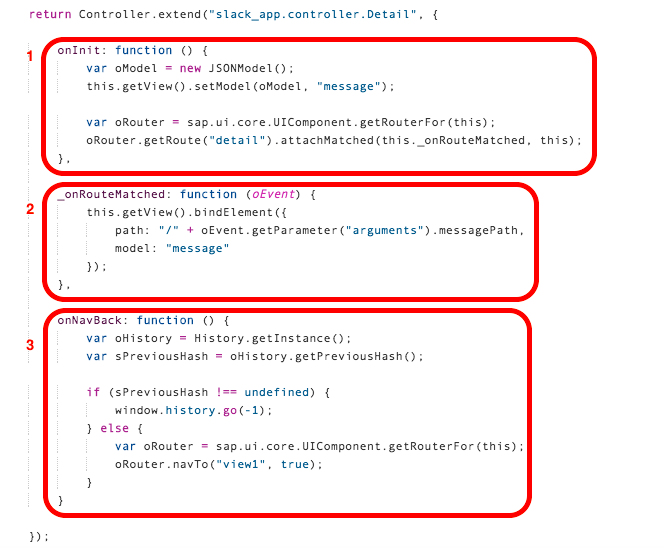 return Controller.extend("slack_app.controller.Detail", {
1
onInit: function () {
var oModel = new JSONModel();
this.getView().setModel(oModel, "message");
var oRouter = sap.ui.core.UIComponent.getRouterFor(this);
oRouter.getRoute("detail").attachMatched(this._onRouteMatched, this);
},
_onRouteMatched: function (oEvent) {
2
this.getView().bindElement({
path: "/" + oEvent.getParameter("arguments").messagePath,
model: "message"
});
},
onNavBack: function () {
3
var oHistory = History.getInstance();
var sPreviousHash = oHistory.getPreviousHash();
if (sPreviousHash !== undefined) {
window.history.go(-1);
} else {
var oRouter = sap.ui.core.UIComponent.getRouterFor(this);
oRouter.navTo("view1", true);
}
}
});